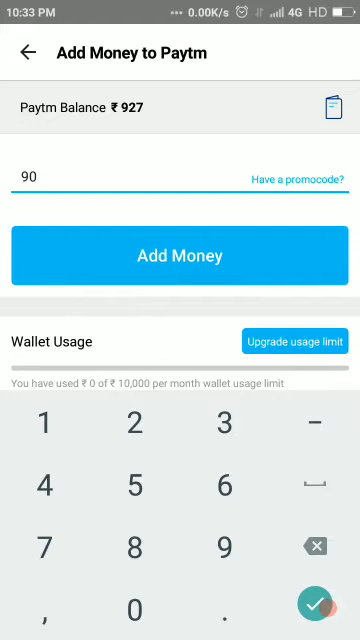 10:33 PM ... 0.00K/s 4G HD
Add Money to Paytm
Paytm Balance ₹ 927
90
Have a promocode?
Add Money
Wallet Usage
Upgrade usage limit
You have used ₹ 0 of ₹ 10,000 per month wallet usage limit
1 2 3 −
4 5 6
7 8 9
, 0 .